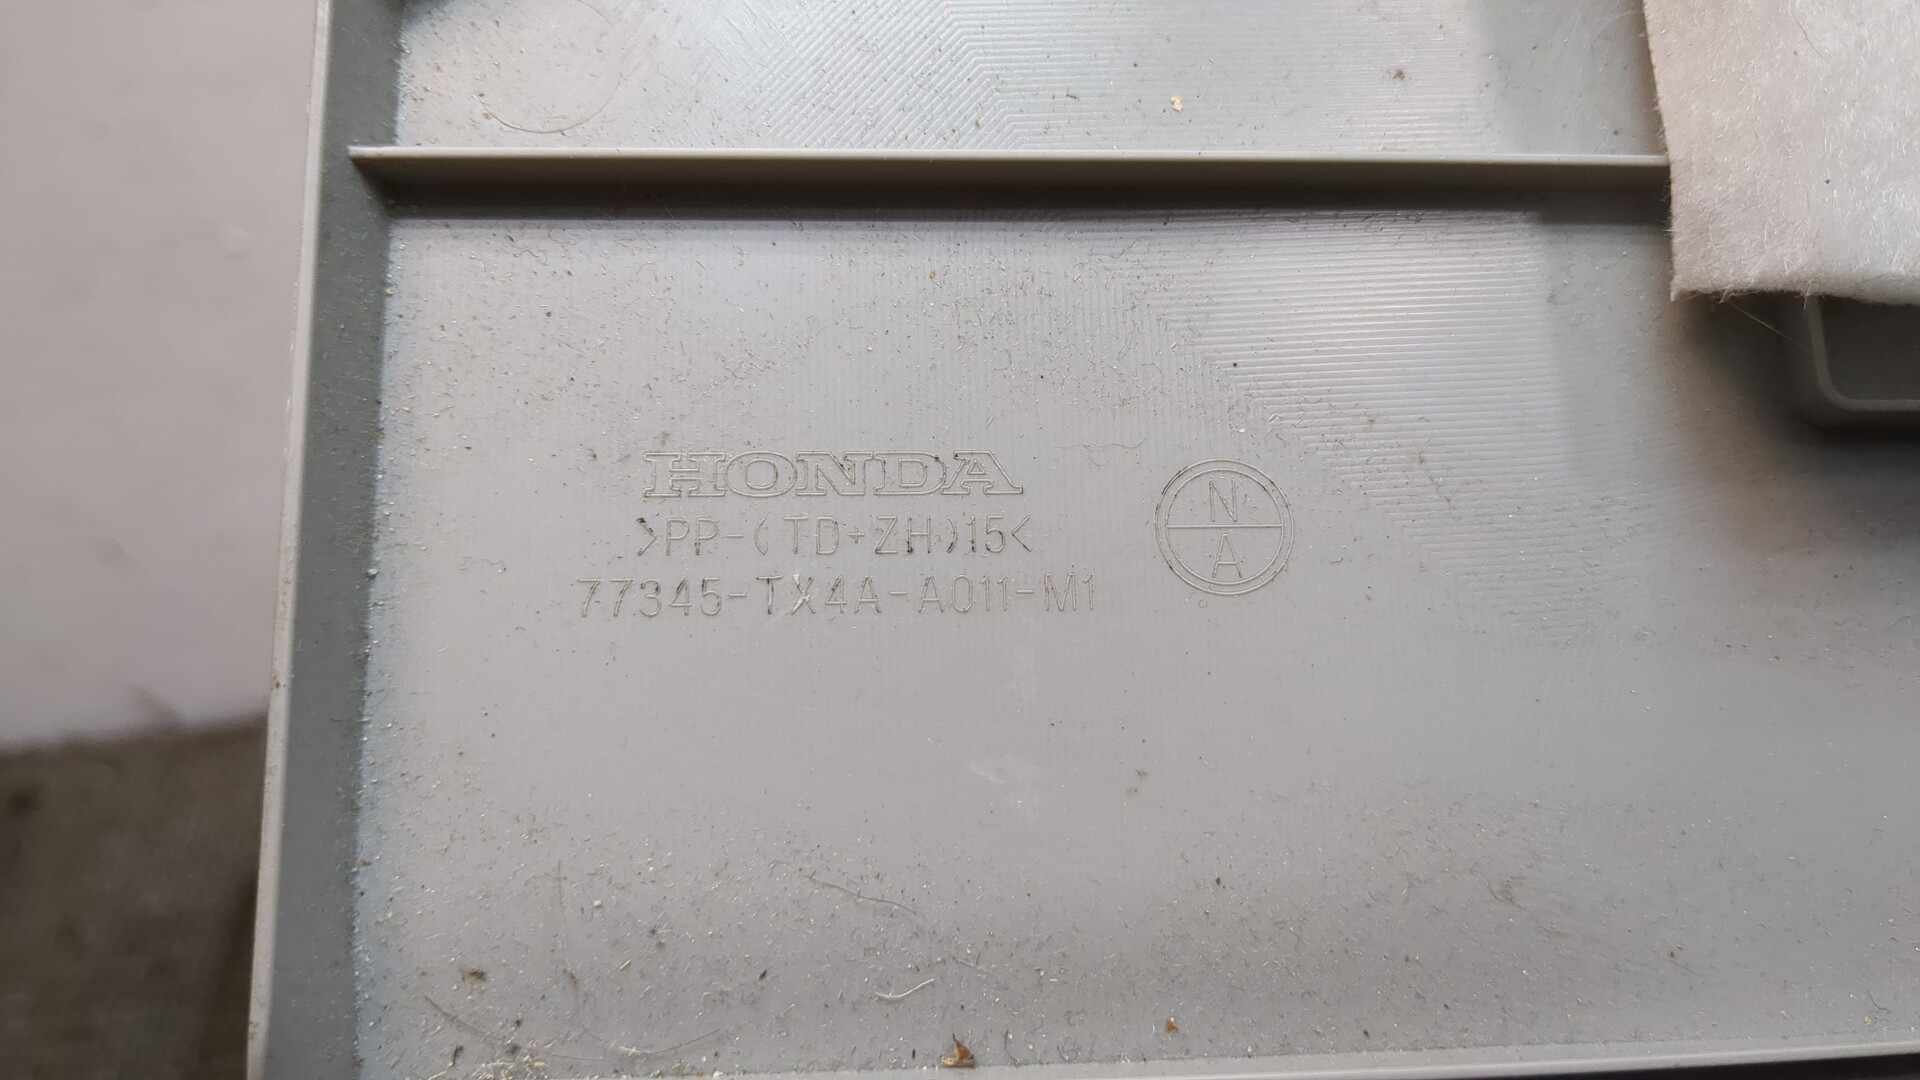 HONDA
>PP-(TD+ZH)15<
77345-TX4A-A011-M1
N
A